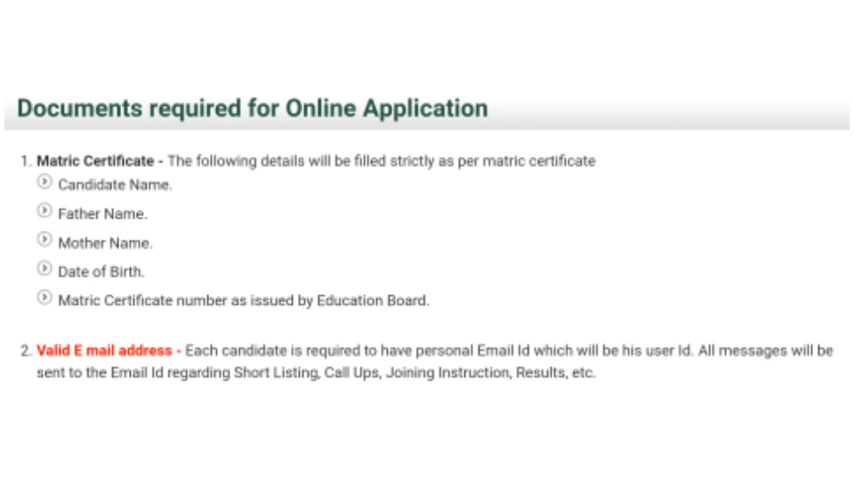 Documents required for Online Application
1. Matric Certificate - The following details will be filled strictly as per matric certificate
Candidate Name.
Father Name.
Mother Name.
Date of Birth.
Matric Certificate number as issued by Education Board.
2. Valid E mail address - Each candidate is required to have personal Email Id which will be his user Id. All messages will be
sent to the Email Id regarding Short Listing, Call Ups, Joining Instruction, Results, etc.